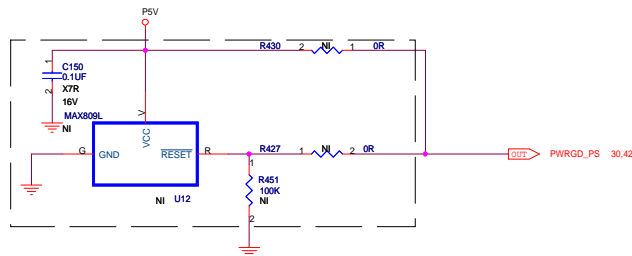 P5V
R430 2 NI 1 0R
1
C150
0.1UF
2 X7R
16V
MAX809L
NI
V
VCC
G GND RESET R
R427 1 NI 2 0R
OUT PWRGD_PS 30,42
1
R451
100K
NI
2
NI U12